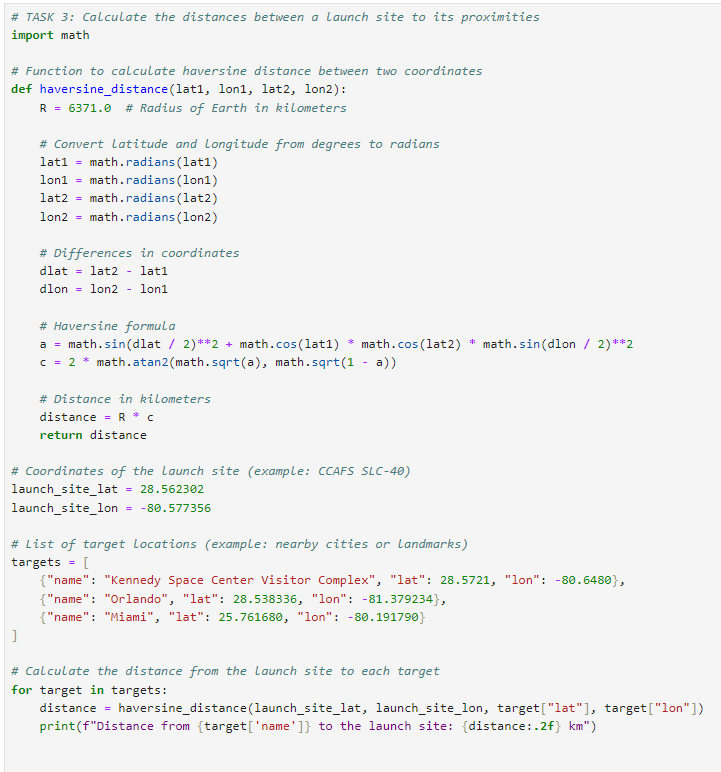 # TASK 3: Calculate the distances between a launch site to its proximities
import math

# Function to calculate haversine distance between two coordinates
def haversine_distance(lat1, lon1, lat2, lon2):
    R = 6371.0  # Radius of Earth in kilometers

    # Convert latitude and longitude from degrees to radians
    lat1 = math.radians(lat1)
    lon1 = math.radians(lon1)
    lat2 = math.radians(lat2)
    lon2 = math.radians(lon2)

    # Differences in coordinates
    dlat = lat2 - lat1
    dlon = lon2 - lon1

    # Haversine formula
    a = math.sin(dlat / 2)**2 + math.cos(lat1) * math.cos(lat2) * math.sin(dlon / 2)**2
    c = 2 * math.atan2(math.sqrt(a), math.sqrt(1 - a))

    # Distance in kilometers
    distance = R * c
    return distance

# Coordinates of the launch site (example: CCAFS SLC-40)
launch_site_lat = 28.562302
launch_site_lon = -80.577356

# List of target locations (example: nearby cities or landmarks)
targets = [
    {"name": "Kennedy Space Center Visitor Complex", "lat": 28.5721, "lon": -80.6480},
    {"name": "Orlando", "lat": 28.538336, "lon": -81.379234},
    {"name": "Miami", "lat": 25.761680, "lon": -80.191790}
]

# Calculate the distance from the launch site to each target
for target in targets:
    distance = haversine_distance(launch_site_lat, launch_site_lon, target["lat"], target["lon"])
    print(f"Distance from {target['name']} to the launch site: {distance:.2f} km")